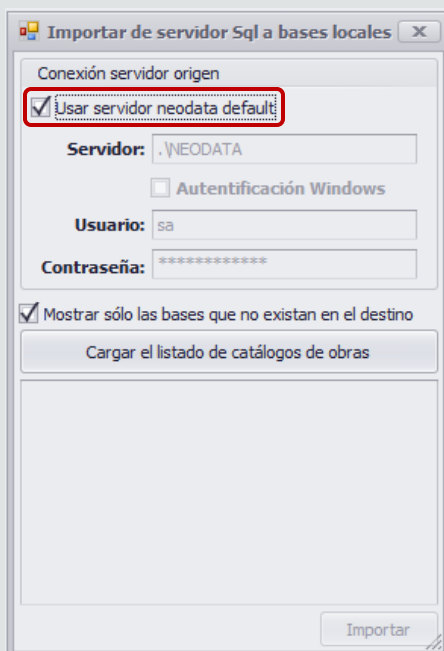 Importar de servidor Sql a bases locales
Conexión servidor origen
Usar servidor neodata default
Servidor: .\NEODATA
Autentificación Windows
Usuario: sa
Contraseña: ************
Mostrar sólo las bases que no existan en el destino
Cargar el listado de catálogos de obras
Importar